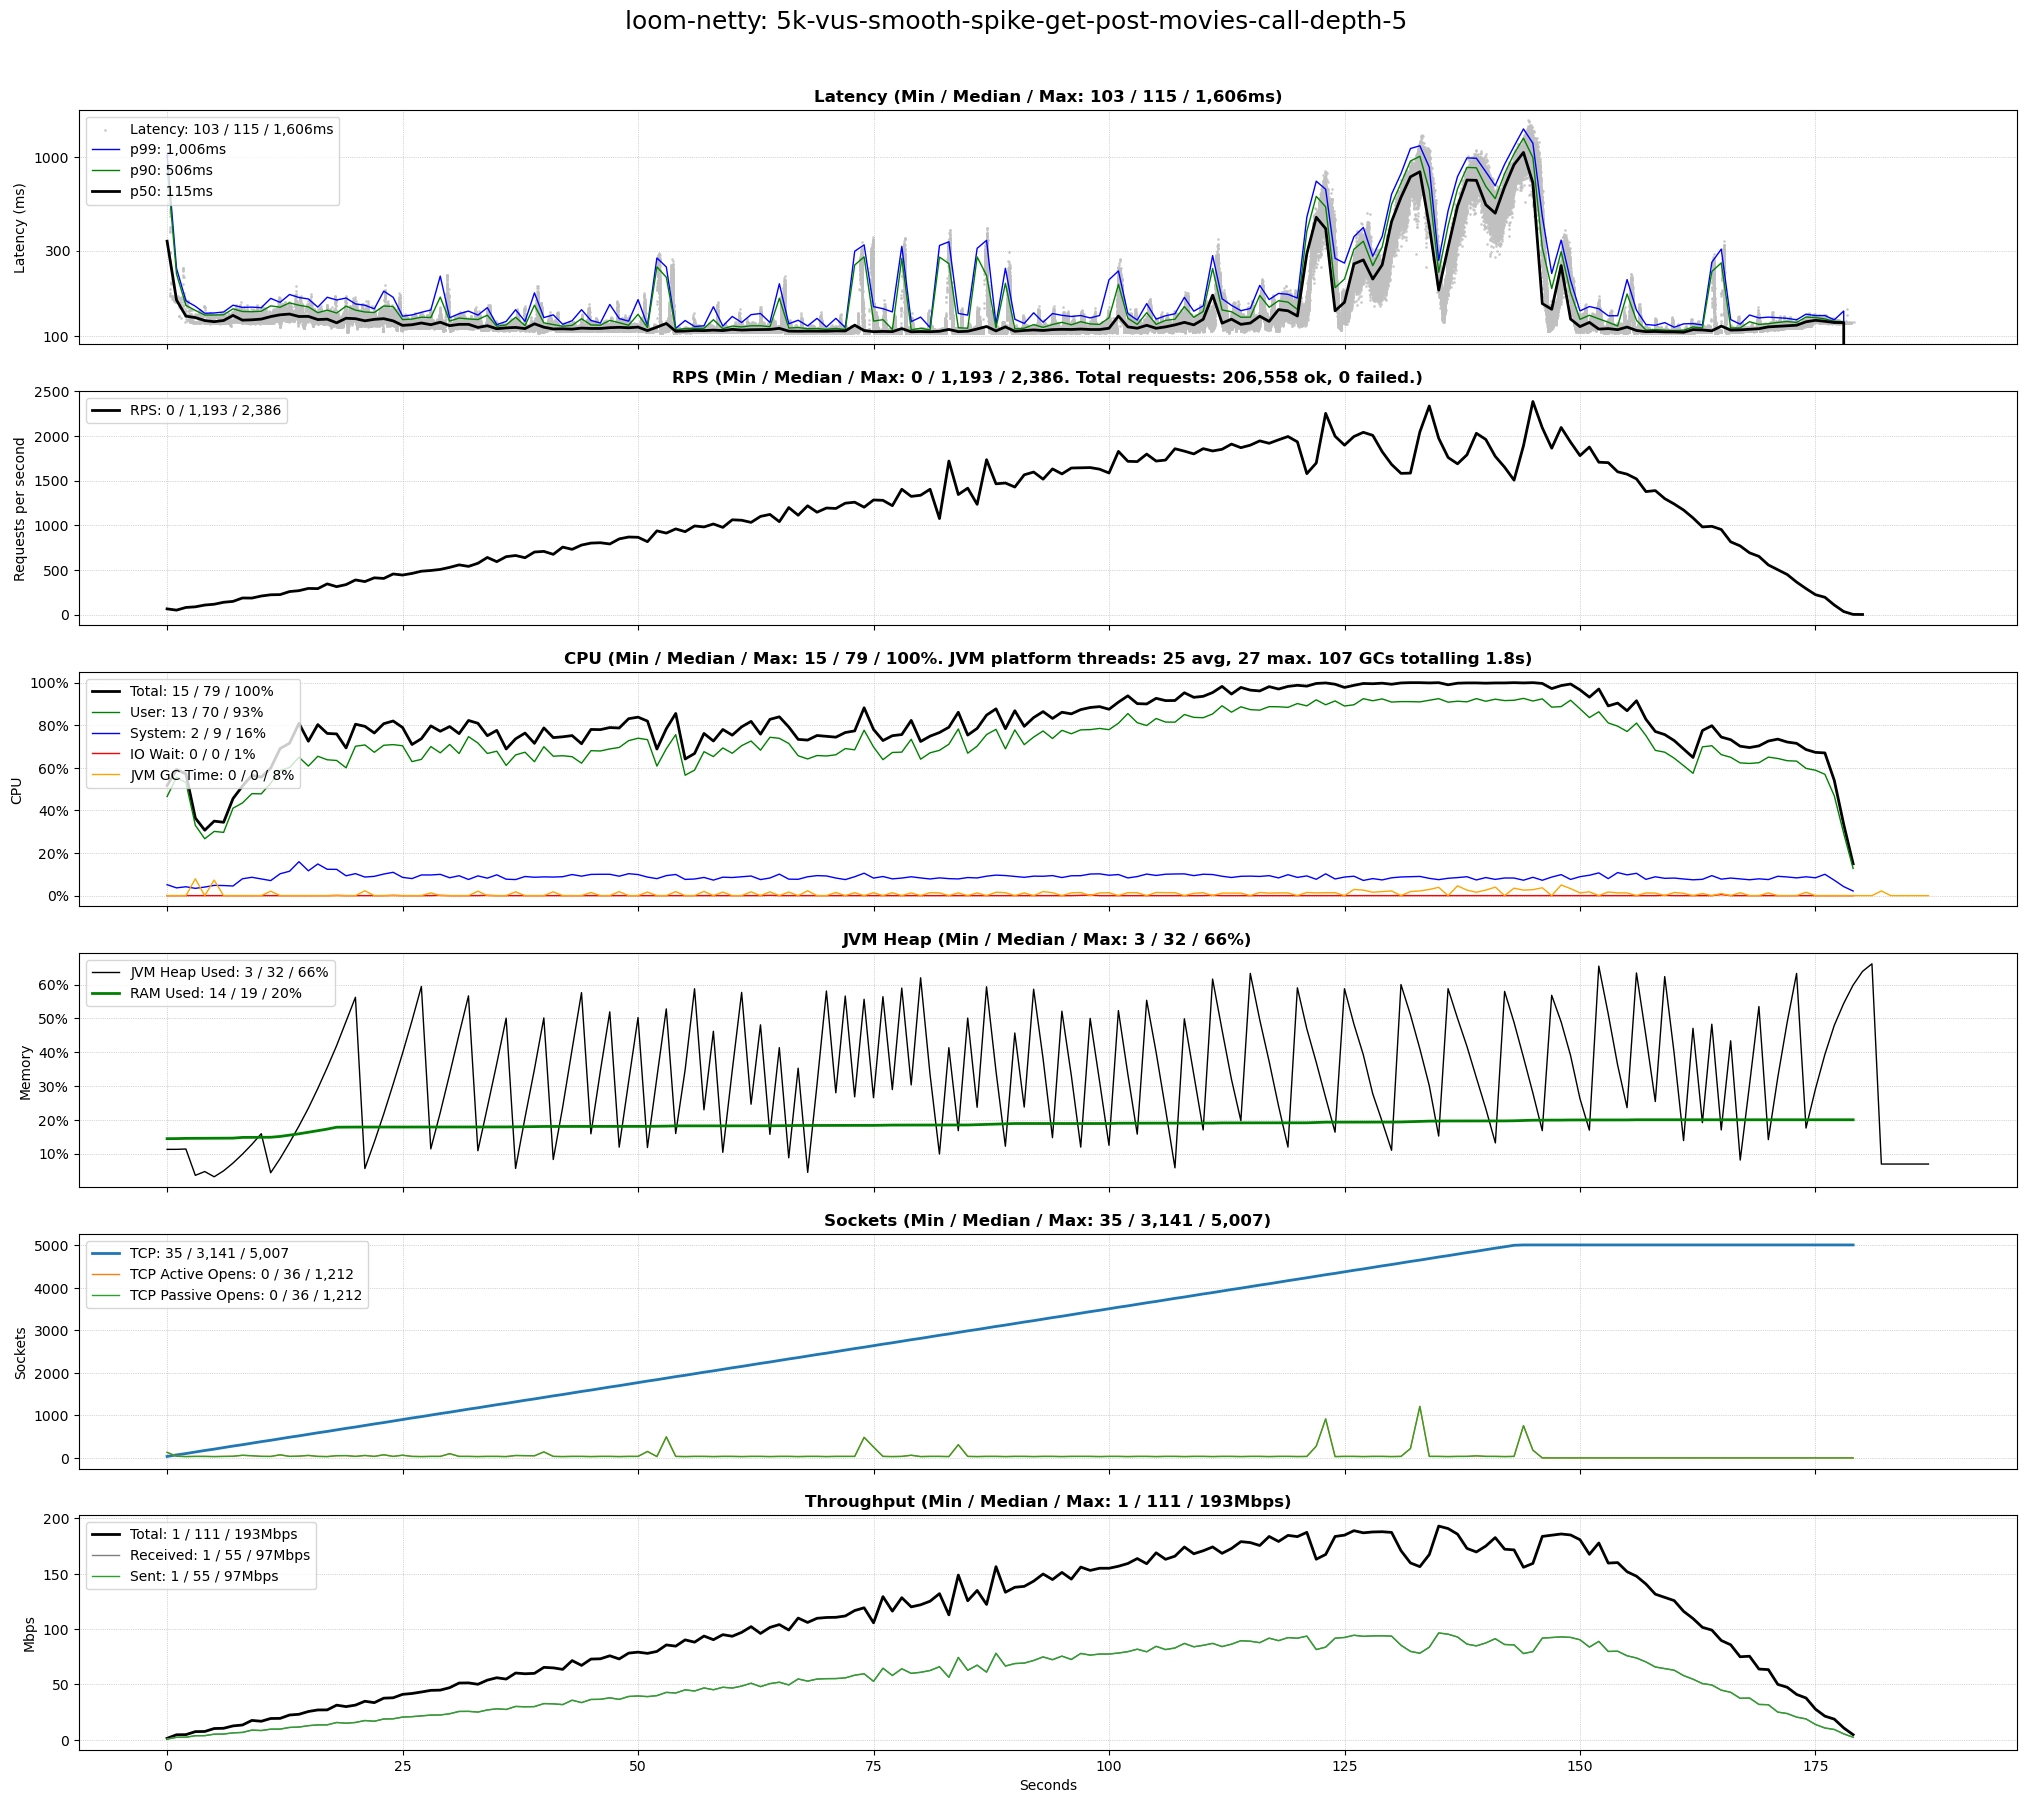 loom-netty: 5k-vus-smooth-spike-get-post-movies-call-depth-5
Latency (Min / Median / Max: 103 / 115 / 1,606ms)
Latency: 103 / 115 / 1,606ms
p99: 1,006ms
p90: 506ms
p50: 115ms
Latency (ms)
1000
300
100
RPS (Min / Median / Max: 0 / 1,193 / 2,386. Total requests: 206,558 ok, 0 failed.)
RPS: 0 / 1,193 / 2,386
Requests per second
2500
2000
1500
1000
500
0
CPU (Min / Median / Max: 15 / 79 / 100%. JVM platform threads: 25 avg, 27 max. 107 GCs totalling 1.8s)
Total: 15 / 79 / 100%
User: 13 / 70 / 93%
System: 2 / 9 / 16%
IO Wait: 0 / 0 / 1%
JVM GC Time: 0 / 0 / 8%
CPU
100%
80%
60%
40%
20%
0%
JVM Heap (Min / Median / Max: 3 / 32 / 66%)
JVM Heap Used: 3 / 32 / 66%
RAM Used: 14 / 19 / 20%
Memory
60%
50%
40%
30%
20%
10%
Sockets (Min / Median / Max: 35 / 3,141 / 5,007)
TCP: 35 / 3,141 / 5,007
TCP Active Opens: 0 / 36 / 1,212
TCP Passive Opens: 0 / 36 / 1,212
Sockets
5000
4000
3000
2000
1000
0
Throughput (Min / Median / Max: 1 / 111 / 193Mbps)
Total: 1 / 111 / 193Mbps
Received: 1 / 55 / 97Mbps
Sent: 1 / 55 / 97Mbps
Mbps
200
150
100
50
0
0 25 50 75 100 125 150 175
Seconds